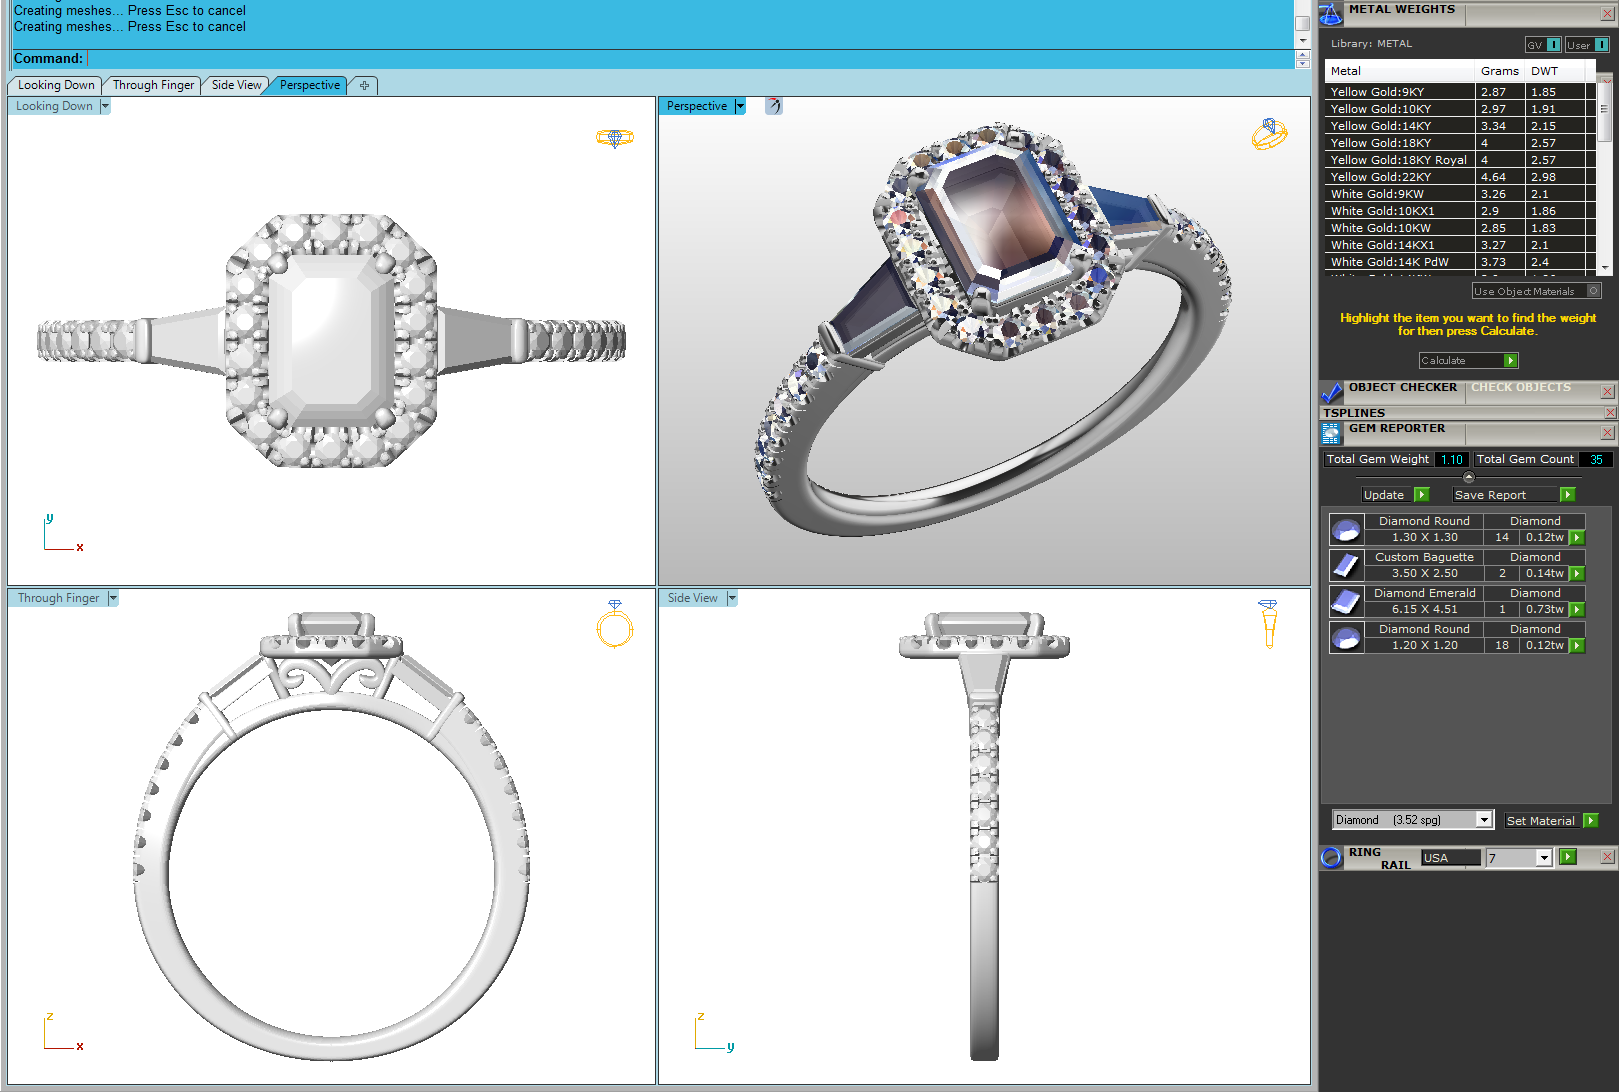 Creating meshes... Press Esc to cancel
Creating meshes... Press Esc to cancel
Command:
Looking Down
Through Finger
Side View
Perspective
Looking Down
Perspective
y
x
Through Finger
Side View
z
x
z
y
METAL WEIGHTS
Library: METAL
GV
User
Metal Grams DWT
Yellow Gold:9KY 2.87 1.85
Yellow Gold:10KY 2.97 1.91
Yellow Gold:14KY 3.34 2.15
Yellow Gold:18KY 4 2.57
Yellow Gold:18KY Royal 4 2.57
Yellow Gold:22KY 4.64 2.98
White Gold:9KW 3.26 2.1
White Gold:10KX1 2.9 1.86
White Gold:10KW 2.85 1.83
White Gold:14KX1 3.27 2.1
White Gold:14K PdW 3.73 2.4
Use Object Materials
Highlight the item you want to find the weight
for then press Calculate.
Calculate
OBJECT CHECKER CHECK OBJECTS
TSPLINES
GEM REPORTER
Total Gem Weight 1.10 Total Gem Count 35
Update Save Report
Diamond Round Diamond
1.30 X 1.30 14 0.12tw
Custom Baguette Diamond
3.50 X 2.50 2 0.14tw
Diamond Emerald Diamond
6.15 X 4.51 1 0.73tw
Diamond Round Diamond
1.20 X 1.20 18 0.12tw
Diamond (3.52 spg) Set Material
RING
RAIL USA 7